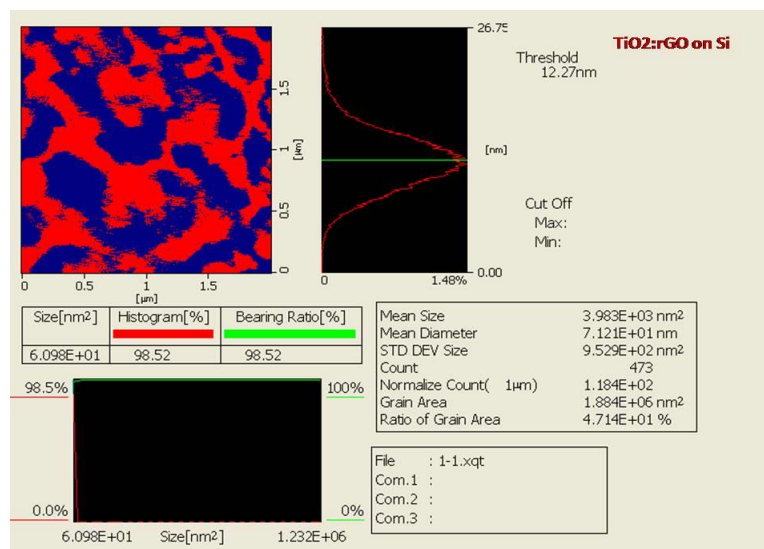 TiO2:rGO on Si
26.75
Threshold
12.27nm
1.5
1
[µm]
0.5
0
[nm]
Cut Off
Max:
Min:
0.00
0 0.5 1 1.5
[µm]
0 1.48%
Size[nm2] Histogram[%] Bearing Ratio[%]
6.098E+01 98.52 98.52
Mean Size 3.983E+03 nm2
Mean Diameter 7.121E+01 nm
STD DEV Size 9.529E+02 nm2
Count 473
Normalize Count( 1µm) 1.184E+02
Grain Area 1.884E+06 nm2
Ratio of Grain Area 4.714E+01 %
98.5% 100%
0.0% 0%
6.098E+01 Size[nm2] 1.232E+06
File : 1-1.xqt
Com.1 :
Com.2 :
Com.3 :